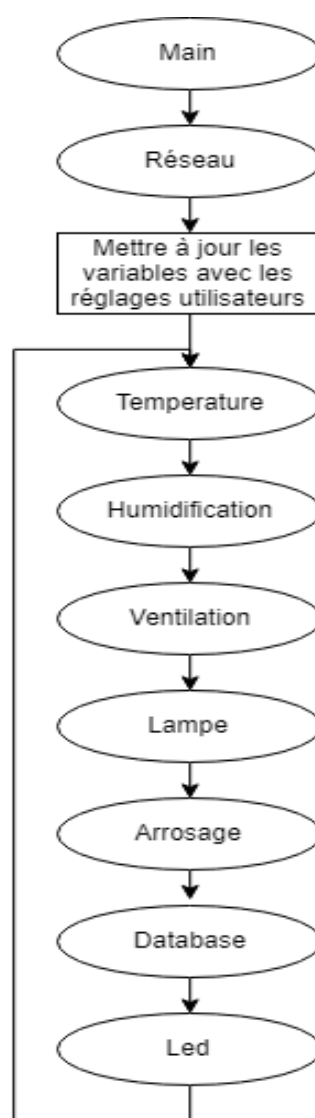 Main
Réseau
Mettre à jour les
variables avec les
réglages utilisateurs
Temperature
Humidification
Ventilation
Lampe
Arrosage
Database
Led